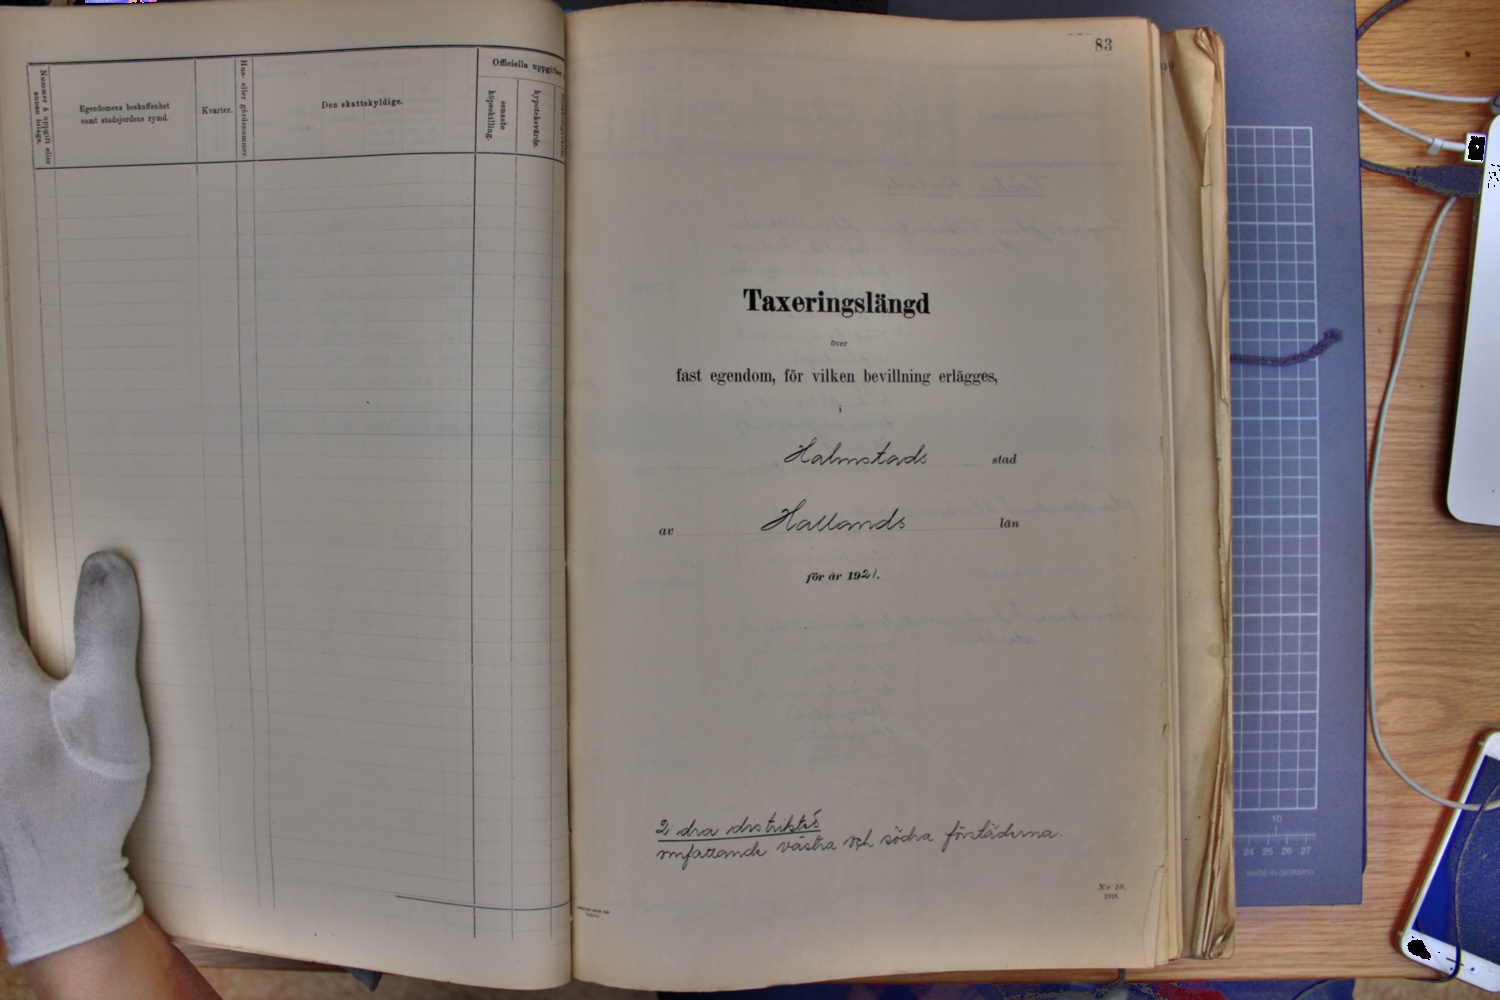 Nummer å uppgift eller annan bilaga.
Egendomens beskaffenhet
samt stadsjordens rymd.
Kvarter.
Hus- eller gårdsnummer.
Den skattskyldige.
Officiella uppgifter
senaste köpeskilling.
hypoteksvärde.
83
Taxeringslängd
över
fast egendom, för vilken bevillning erlägges,
i
Halmstads stad
av Hallands län
för år 1921.
2 dra distriktet
omfattande västra och södra förstäderna.
N:r 10.
1918.
10
24 25 26 27
MADE IN GERMANY